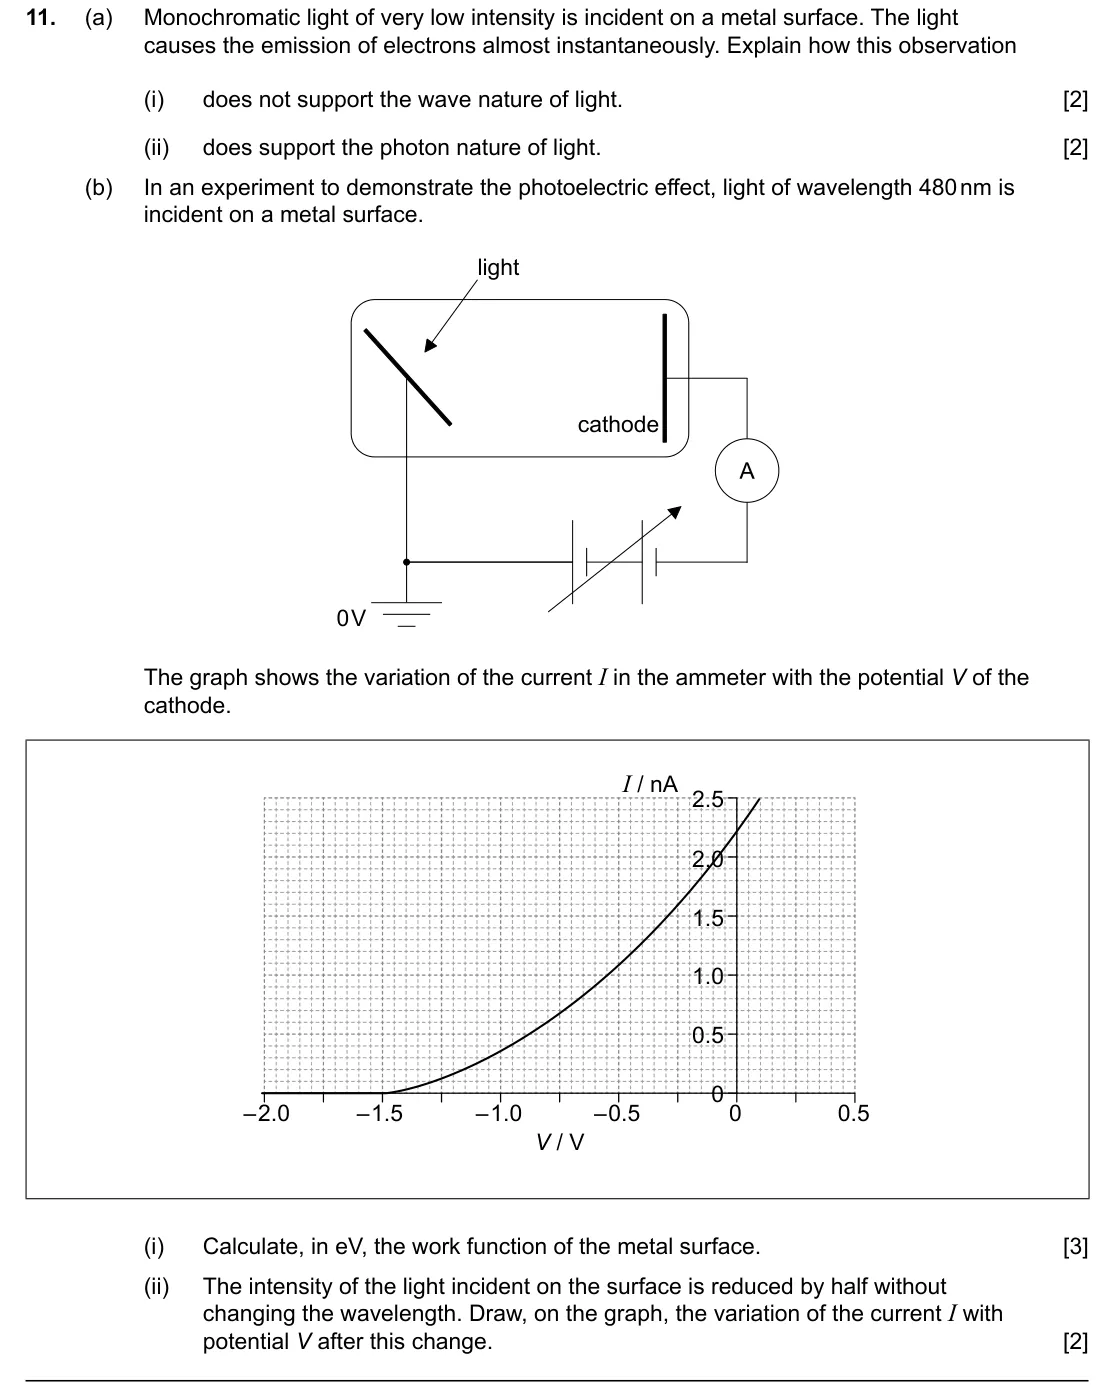 11. (a) Monochromatic light of very low intensity is incident on a metal surface. The light
causes the emission of electrons almost instantaneously. Explain how this observation
(i) does not support the wave nature of light. [2]
(ii) does support the photon nature of light. [2]
(b) In an experiment to demonstrate the photoelectric effect, light of wavelength 480 nm is
incident on a metal surface.
light
cathode
A
0V
The graph shows the variation of the current I in the ammeter with the potential V of the
cathode.
I / nA
2.5
2.0
1.5
1.0
0.5
0
–2.0 –1.5 –1.0 –0.5 0 0.5
V / V
(i) Calculate, in eV, the work function of the metal surface. [3]
(ii) The intensity of the light incident on the surface is reduced by half without
changing the wavelength. Draw, on the graph, the variation of the current I with
potential V after this change. [2]